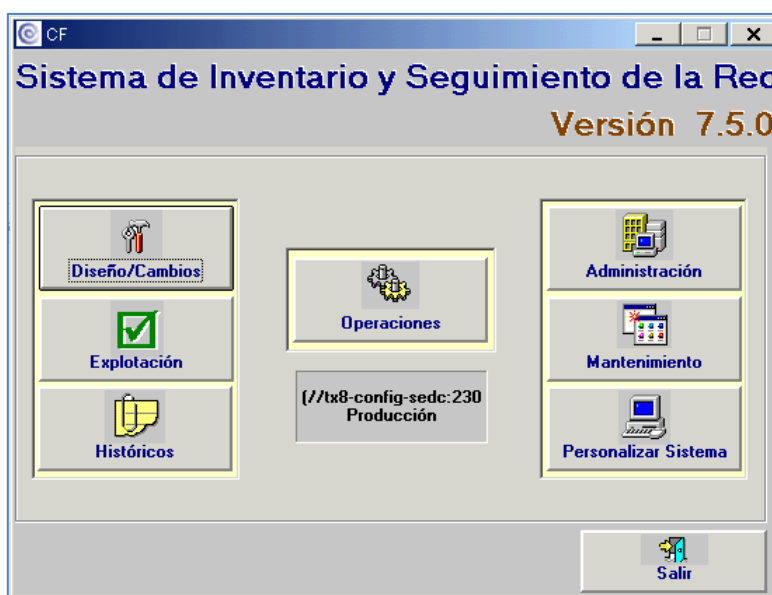 CF
Sistema de Inventario y Seguimiento de la Red
Versión 7.5.0
Diseño/Cambios
Explotación
Históricos
Operaciones
(//tx8-config-sedc:230
Producción
Administración
Mantenimiento
Personalizar Sistema
Salir